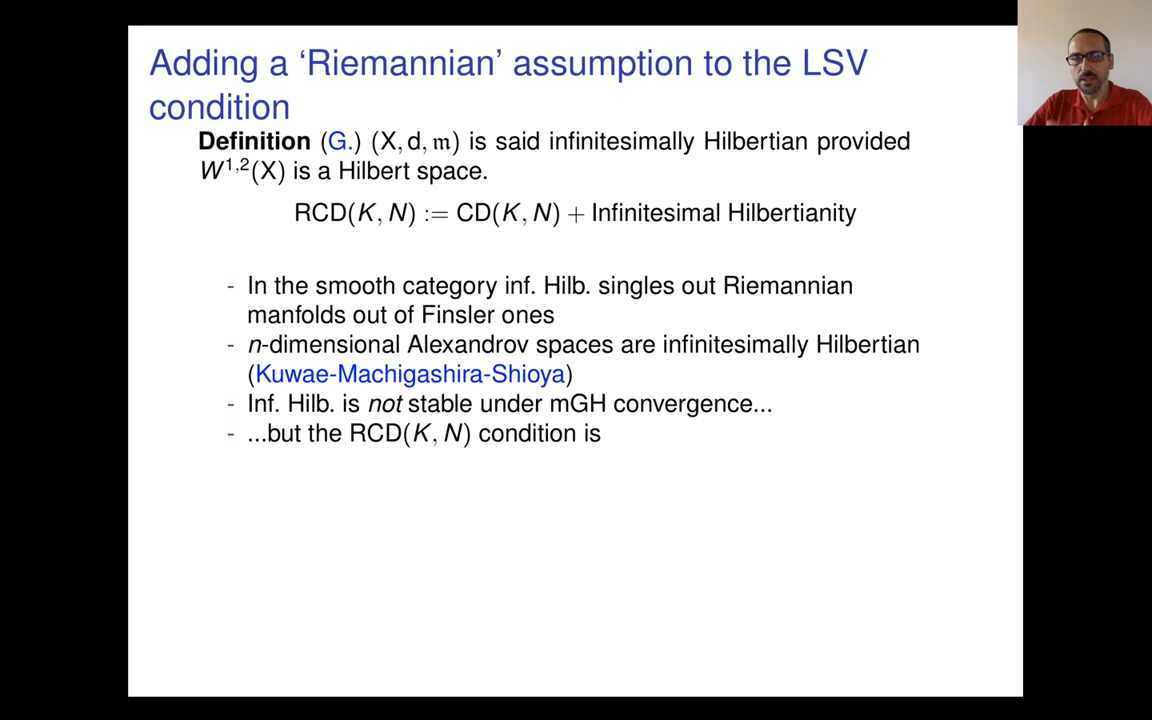 Adding a ‘Riemannian’ assumption to the LSV
condition
Definition (G.) (X, d, 𝔪) is said infinitesimally Hilbertian provided
W^{1,2}(X) is a Hilbert space.
RCD(K, N) := CD(K, N) + Infinitesimal Hilbertianity
- In the smooth category inf. Hilb. singles out Riemannian
manfolds out of Finsler ones
- n-dimensional Alexandrov spaces are infinitesimally Hilbertian
(Kuwae-Machigashira-Shioya)
- Inf. Hilb. is not stable under mGH convergence...
- ...but the RCD(K, N) condition is